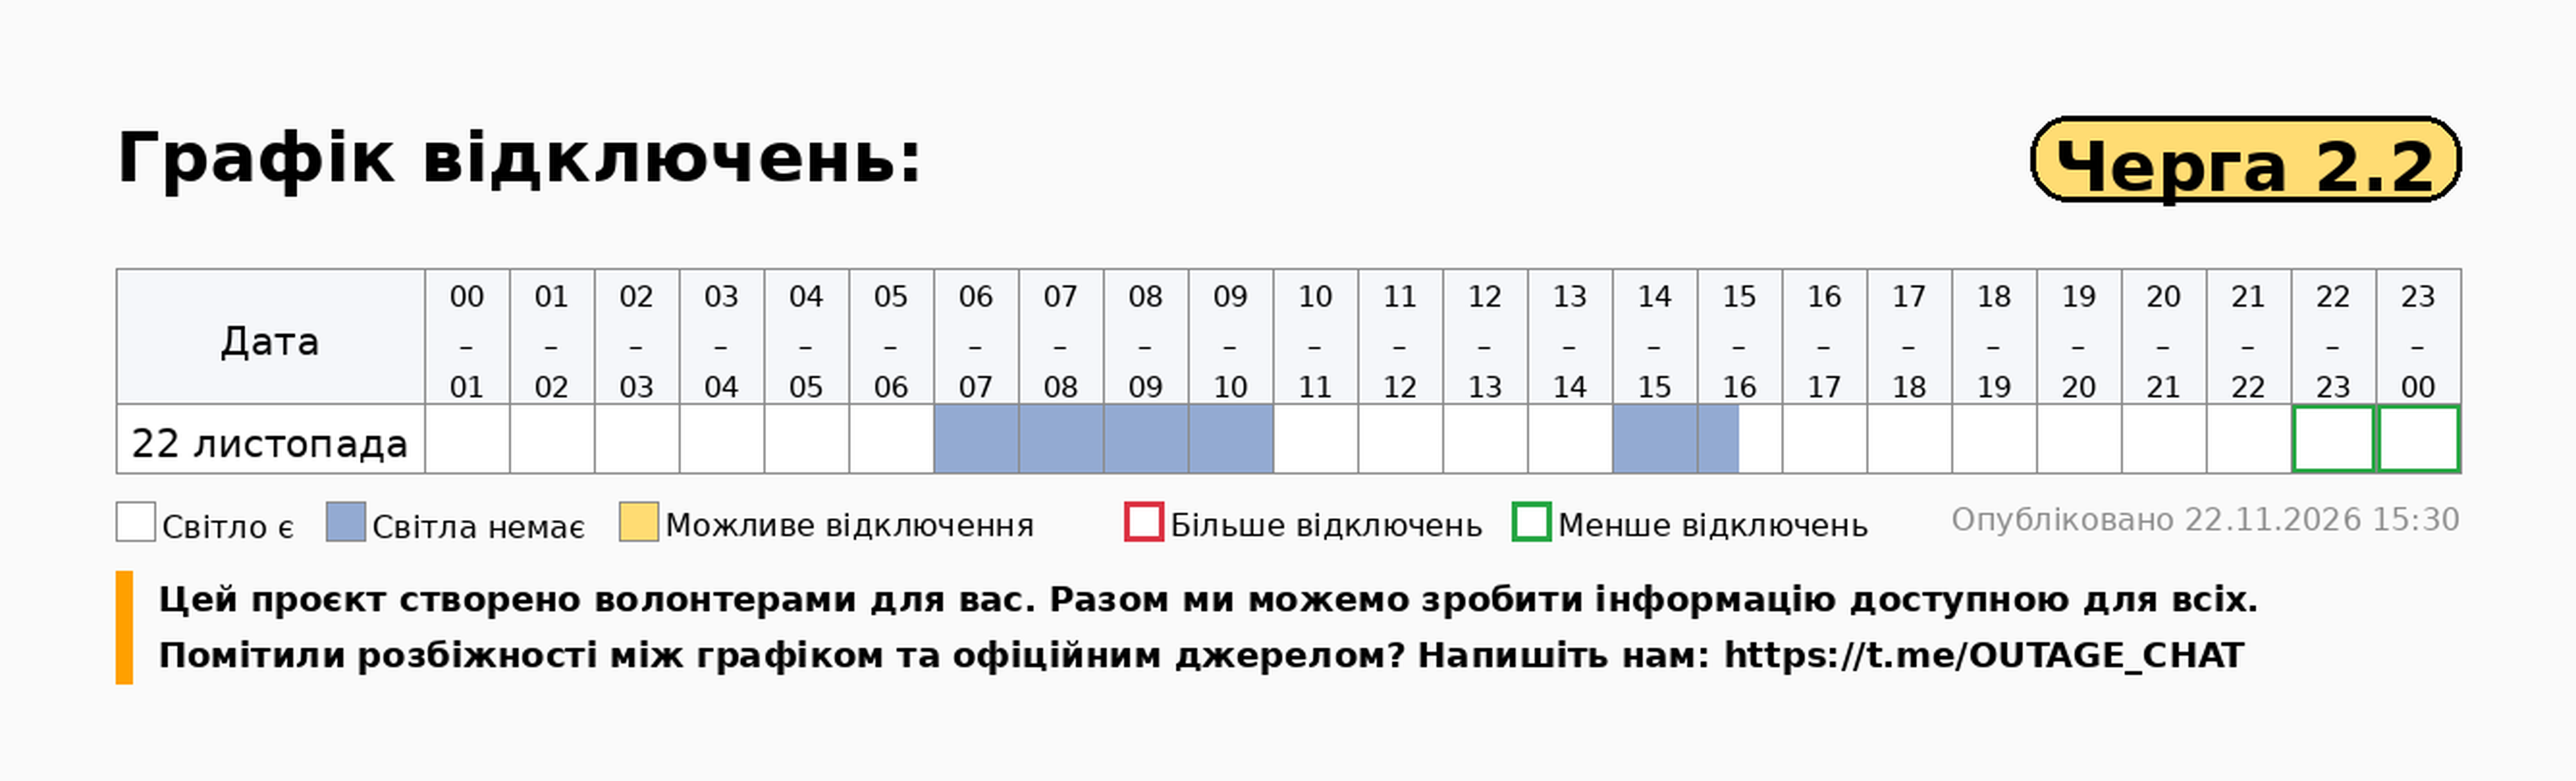 Графік відключень:
Черга 2.2
Дата
00 – 01
01 – 02
02 – 03
03 – 04
04 – 05
05 – 06
06 – 07
07 – 08
08 – 09
09 – 10
10 – 11
11 – 12
12 – 13
13 – 14
14 – 15
15 – 16
16 – 17
17 – 18
18 – 19
19 – 20
20 – 21
21 – 22
22 – 23
23 – 00
22 листопада
Світло є
Світла немає
Можливе відключення
Більше відключень
Менше відключень
Опубліковано 22.11.2026 15:30
Цей проєкт створено волонтерами для вас. Разом ми можемо зробити інформацію доступною для всіх.
Помітили розбіжності між графіком та офіційним джерелом? Напишіть нам: https://t.me/OUTAGE_CHAT